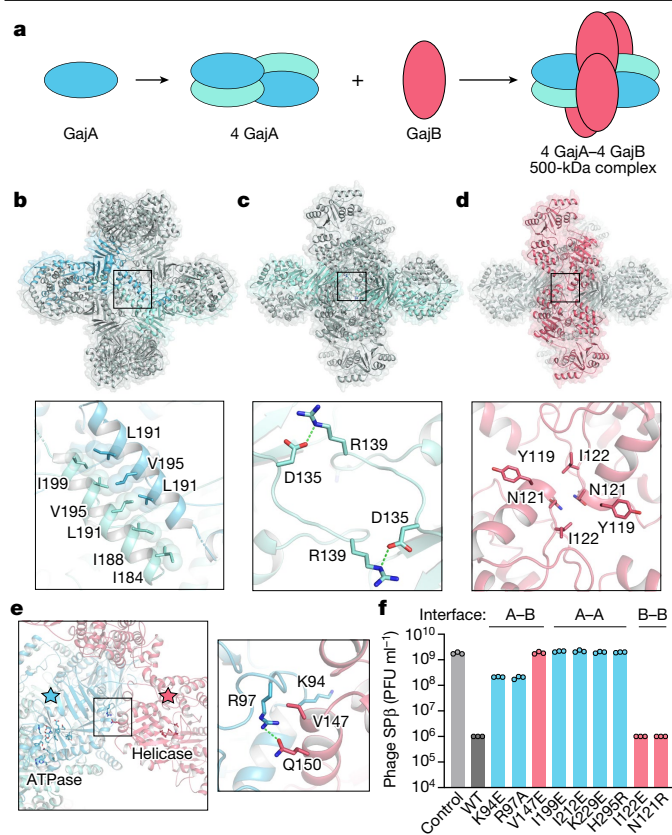 a
GajA
4 GajA
+
GajB
4 GajA–4 GajB
500-kDa complex
b
c
d
L191
V195
I199
L191
V195
L191
I188
I184
R139
D135
D135
R139
Y119
I122
N121
N121
Y119
I122
e
ATPase
Helicase
K94
R97
V147
Q150
f
Interface: A–B A–A B–B
Phage SPβ (PFU ml⁻¹)
10¹⁰
10⁹
10⁸
10⁷
10⁶
10⁵
10⁴
Control
WT
K94E
R97A
V147E
I199E
I212E
K229E
H295R
I122E
N121R